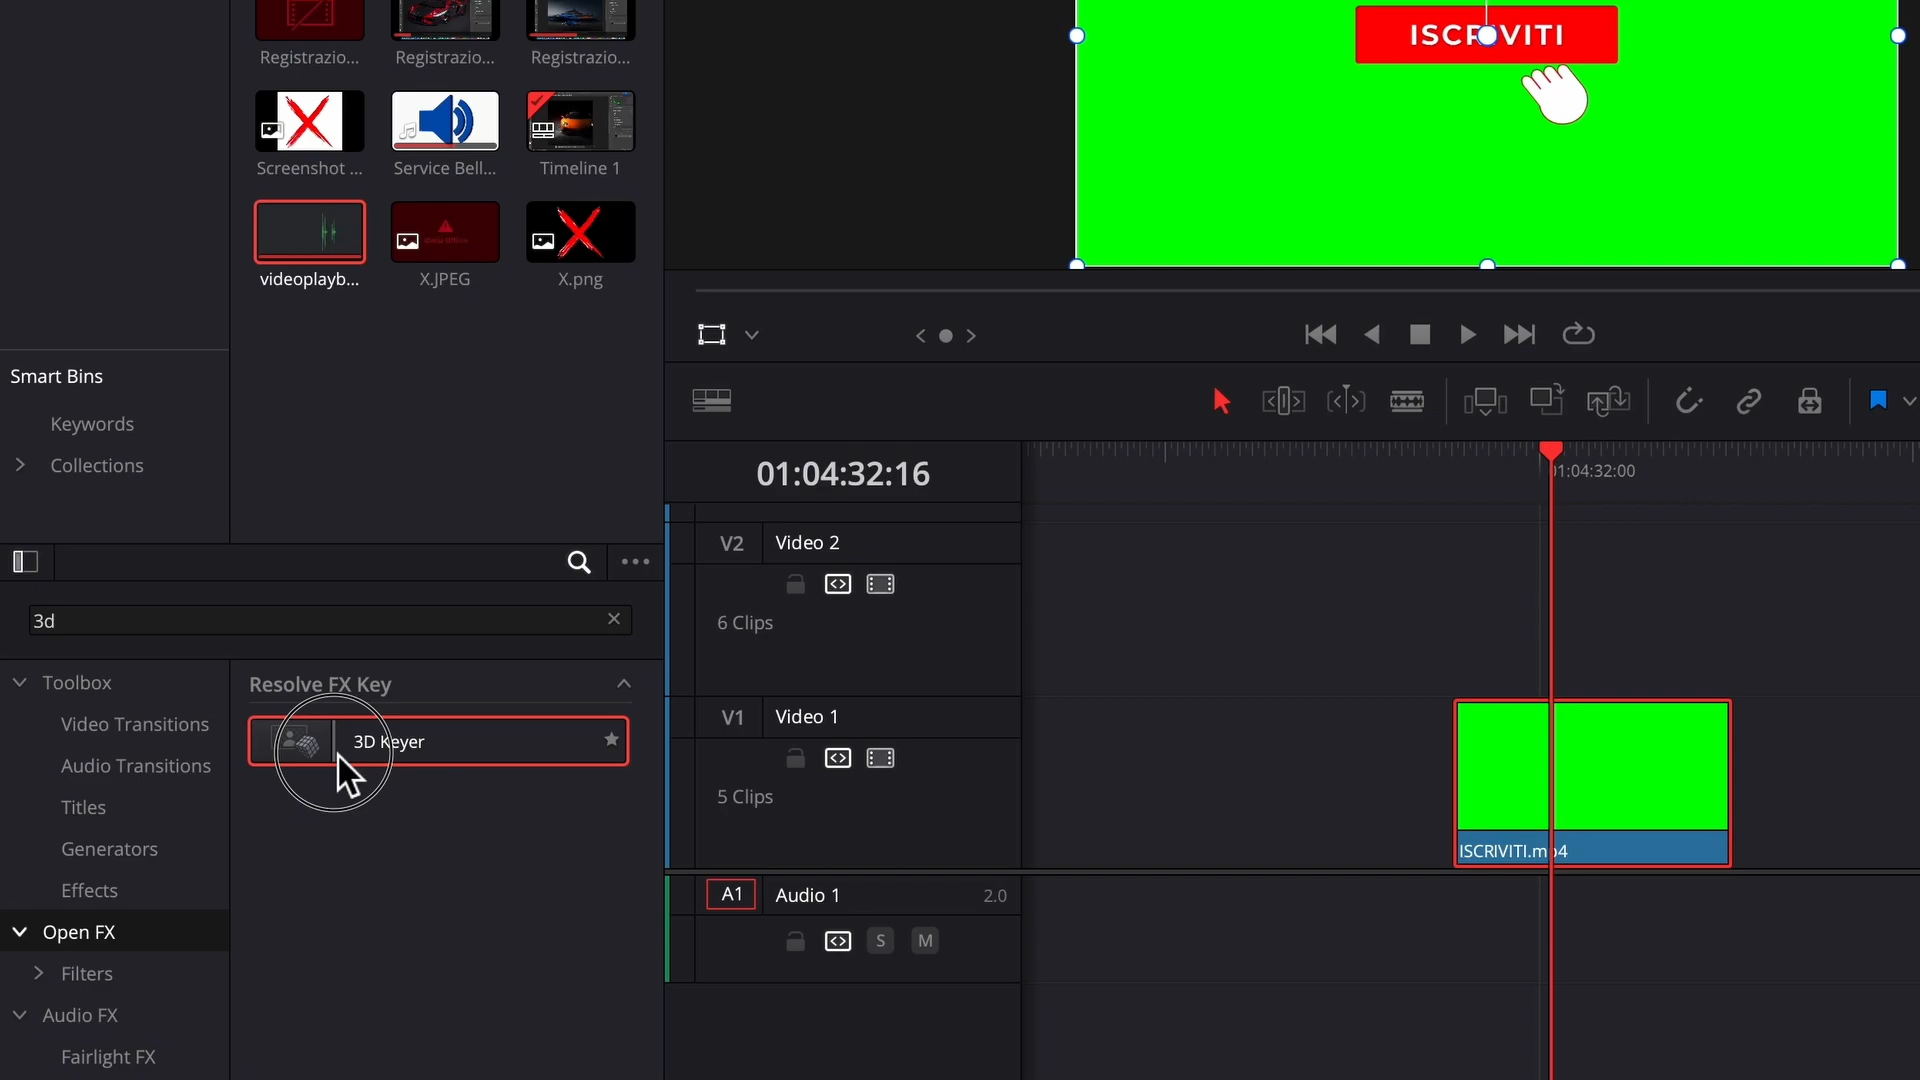 Registrazio...
Registrazio...
Registrazio...
Screenshot ...
Service Bell...
Timeline 1
videoplayb...
X.JPEG
X.png
Smart Bins
Keywords
Collections
3d
Toolbox
Video Transitions
Audio Transitions
Titles
Generators
Effects
Open FX
Filters
Audio FX
Fairlight FX
Resolve FX Key
3D Keyer
ISCRIVITI
01:04:32:16
01:04:32:00
V2
Video 2
6 Clips
V1
Video 1
5 Clips
ISCRIVITI.mp4
A1
Audio 1
2.0
S
M